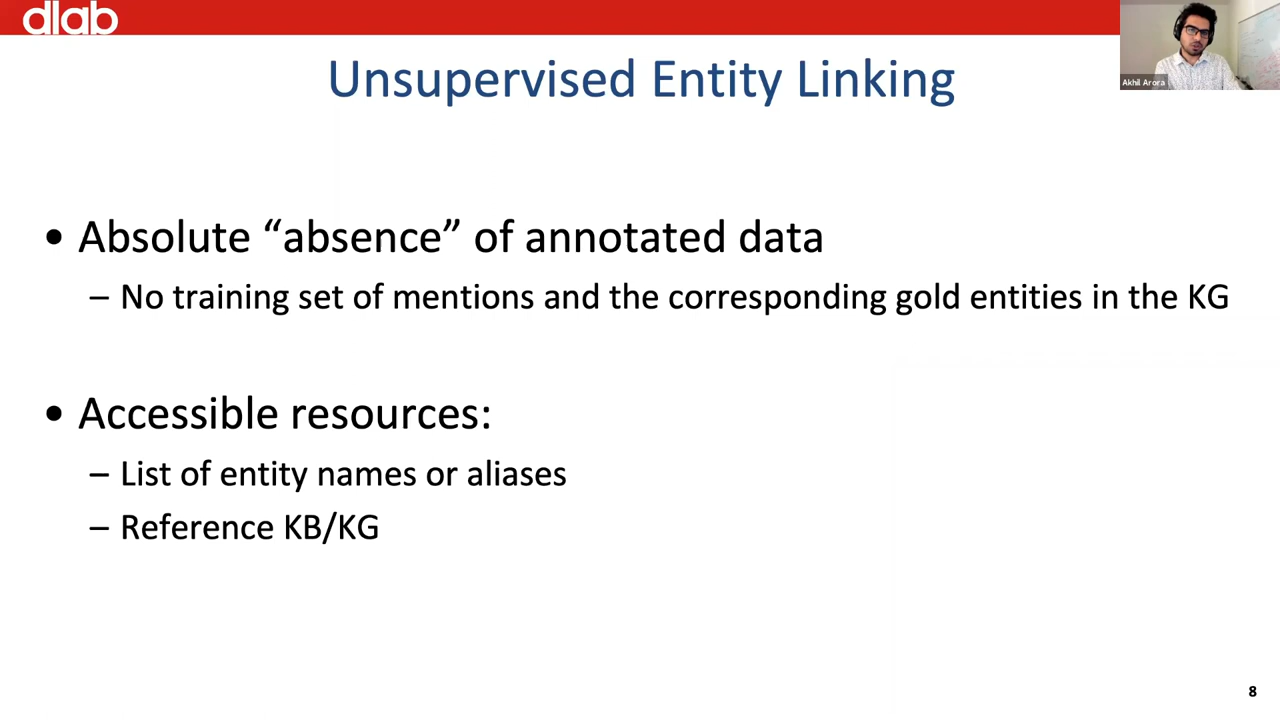 dlab
Akhil Arora
Unsupervised Entity Linking
• Absolute “absence” of annotated data
– No training set of mentions and the corresponding gold entities in the KG
• Accessible resources:
– List of entity names or aliases
– Reference KB/KG
8